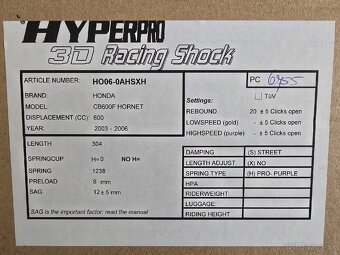 HYPERPRO
3D Racing Shock
ARTICLE NUMBER: HO06-0AHSXH
BRAND: HONDA
MODEL: CB600F HORNET
DISPLACEMENT (CC): 600
YEAR: 2003 - 2006
LENGTH 304
SPRINGCUP H=0 NO H=
SPRING 1238
PRELOAD 8 mm
SAG 12 ± 5 mm
SAG is the important factor: read the manual
PC 6755
TüV
Settings:
REBOUND 20 ± 5 Clicks open
LOWSPEED (gold) - ± 5 Clicks open
HIGHSPEED (purple) - ± 5 Clicks open
DAMPING (S) STREET
LENGTH ADJUST. (X) NO
SPRING TYPE (H) PRO- PURPLE
HPA
RIDERWEIGHT:
LUGGAGE:
RIDING HEIGHT